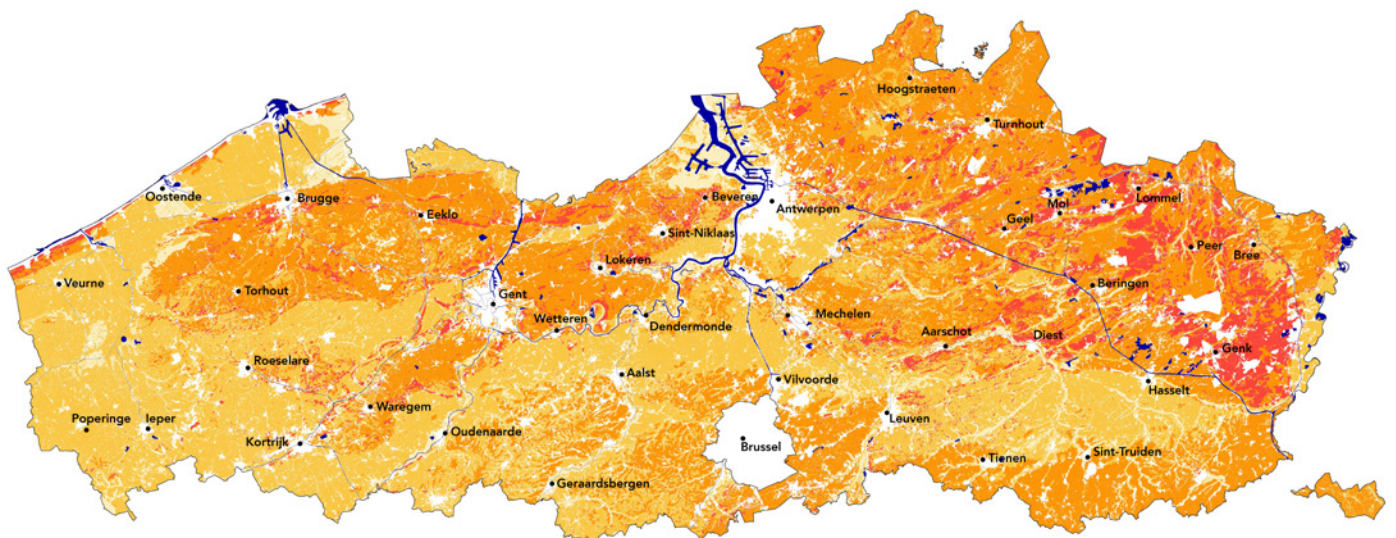 Hoogstraeten
Turnhout
Oostende
Brugge
Eeklo
Beveren
Antwerpen
Mol
Lommel
Geel
Sint-Niklaas
Peer
Bree
Lokeren
Veurne
Torhout
Gent
Beringen
Wetteren
Dendermonde
Mechelen
Aarschot
Diest
Roeselare
Genk
Aalst
Vilvoorde
Hasselt
Waregem
Poperinge
Ieper
Leuven
Kortrijk
Oudenaarde
Brussel
Tienen
Sint-Truiden
Geraardsbergen